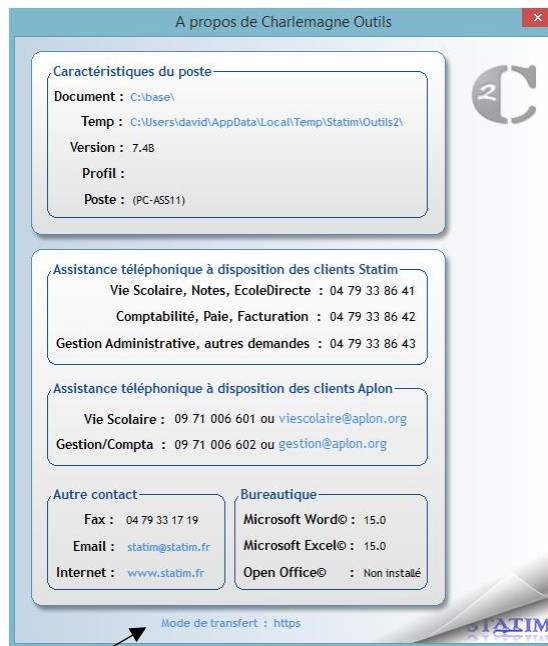 A propos de Charlemagne Outils
Caractéristiques du poste
Document : C:\base\
Temp : C:\Users\david\AppData\Local\Temp\Statim\Outils2\
Version : 7.4B
Profil :
Poste : (PC-ASS11)
2C
Assistance téléphonique à disposition des clients Statim
Vie Scolaire, Notes, EcoleDirecte : 04 79 33 86 41
Comptabilité, Paie, Facturation : 04 79 33 86 42
Gestion Administrative, autres demandes : 04 79 33 86 43
Assistance téléphonique à disposition des clients Aplon
Vie Scolaire : 09 71 006 601 ou viescolaire@aplon.org
Gestion/Compta : 09 71 006 602 ou gestion@aplon.org
Autre contact
Fax : 04 79 33 17 19
Email : statim@statim.fr
Internet : www.statim.fr
Bureautique
Microsoft Word© : 15.0
Microsoft Excel© : 15.0
Open Office© : Non installé
Mode de transfert : https
STATIM